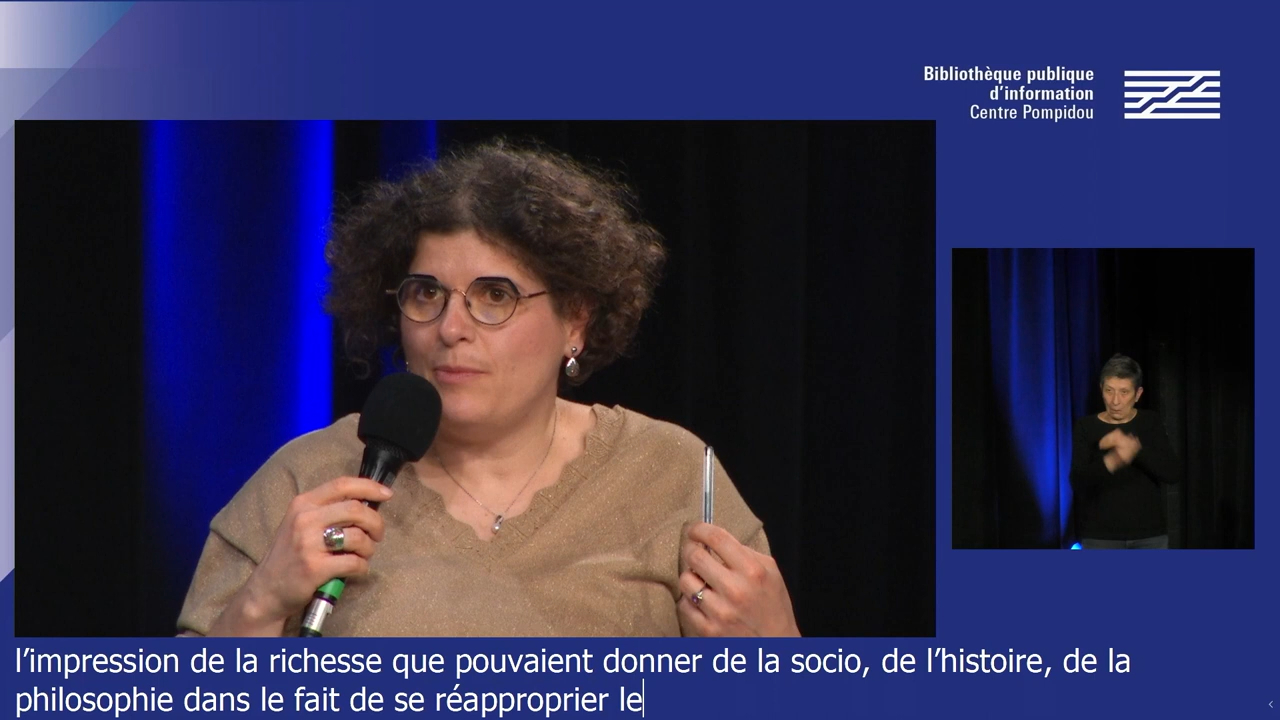 Bibliothèque publique
d’information
Centre Pompidou
l’impression de la richesse que pouvaient donner de la socio, de l’histoire, de la
philosophie dans le fait de se réapproprier le